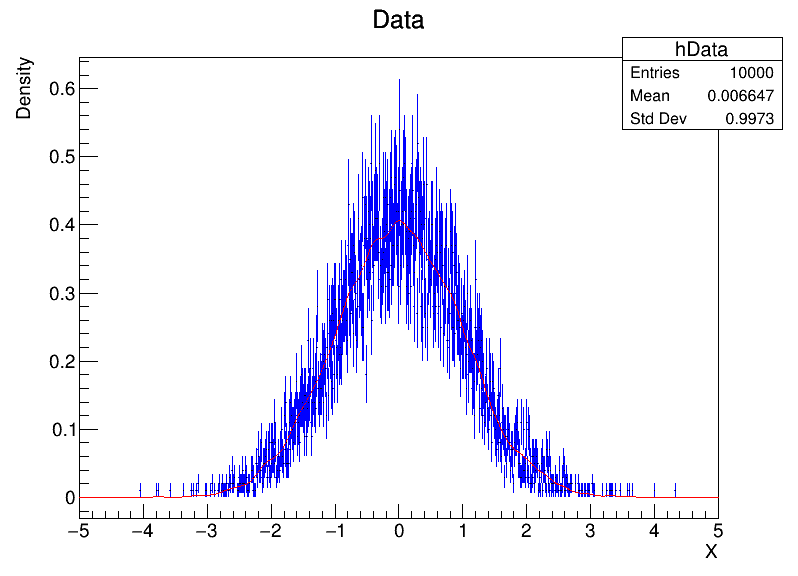 Data
hData
Entries 10000
Mean 0.006647
Std Dev 0.9973
Density
0.6
0.5
0.4
0.3
0.2
0.1
0
−5 −4 −3 −2 −1 0 1 2 3 4 5
X